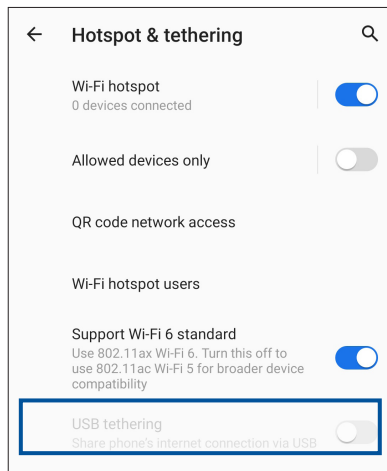 Hotspot & tethering
Wi-Fi hotspot
0 devices connected
Allowed devices only
QR code network access
Wi-Fi hotspot users
Support Wi-Fi 6 standard
Use 802.11ax Wi-Fi 6. Turn this off to
use 802.11ac Wi-Fi 5 for broader device
compatibility
USB tethering
Share phone's internet connection via USB